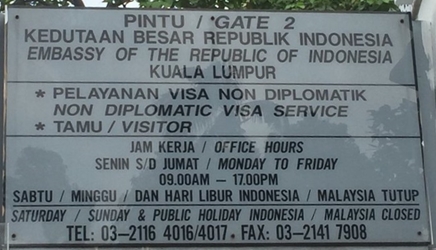 PINTU / GATE 2
KEDUTAAN BESAR REPUBLIK INDONESIA
EMBASSY OF THE REPUBLIC OF INDONESIA
KUALA LUMPUR
* PELAYANAN VISA NON DIPLOMATIK
NON DIPLOMATIC VISA SERVICE
* TAMU / VISITOR
JAM KERJA / OFFICE HOURS
SENIN S/D JUMAT / MONDAY TO FRIDAY
09.00AM - 17.00PM
SABTU / MINGGU / DAN HARI LIBUR INDONESIA / MALAYSIA TUTUP
SATURDAY / SUNDAY & PUBLIC HOLIDAY INDONESIA / MALAYSIA CLOSED
TEL: 03-2116 4016/4017 • FAX: 03-2141 7908